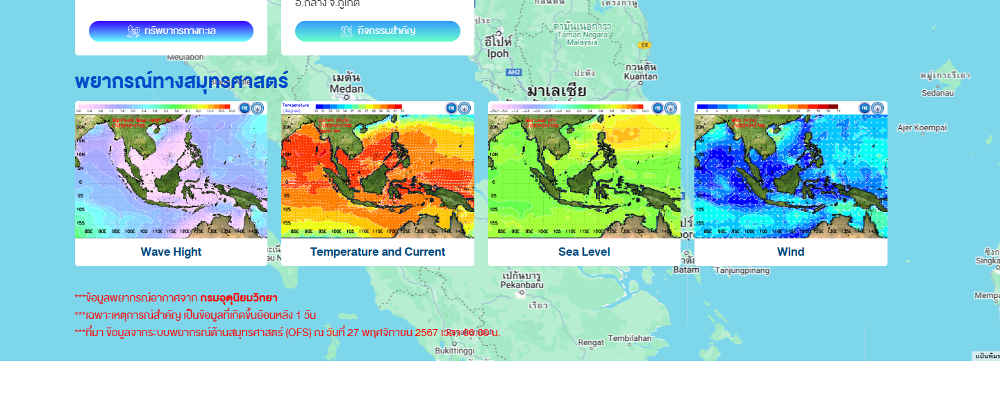 อ.ถลาง จ.ภูเก็ต
ทรัพยากรทางทะเล
กิจกรรมสำคัญ
พยากรณ์ทางสมุทรศาสตร์
Wave Hight
Temperature and Current
Sea Level
Wind
***ข้อมูลพยากรณ์อากาศจาก กรมอุตุนิยมวิทยา
***เฉพาะเหตุการณ์สำคัญ เป็นข้อมูลที่เกิดขึ้นย้อนหลัง 1 วัน
***ที่มา ข้อมูลจากระบบพยากรณ์ด้านสมุทรศาสตร์ (OFS) ณ วันที่ 27 พฤศจิกายน 2567 เวลา 06.00 น.
Meulaboh
เมดัน
Medan
อีโปห์
Ipoh
ตามันเนอการา
Taman Negara
Malaysia
E8
AH2
ปะหัง
กวนตัน
Kuantan
มาเลเซีย
หมู่เกาะรีเยา
Sedanau
Ajer Koempai
Batam
Tanjungpinang
เปกันบารู
Pekanbaru
เรียว
Payakumbuh
Bukittinggi
Rengat
Tembilahan
Temperature
(degree)